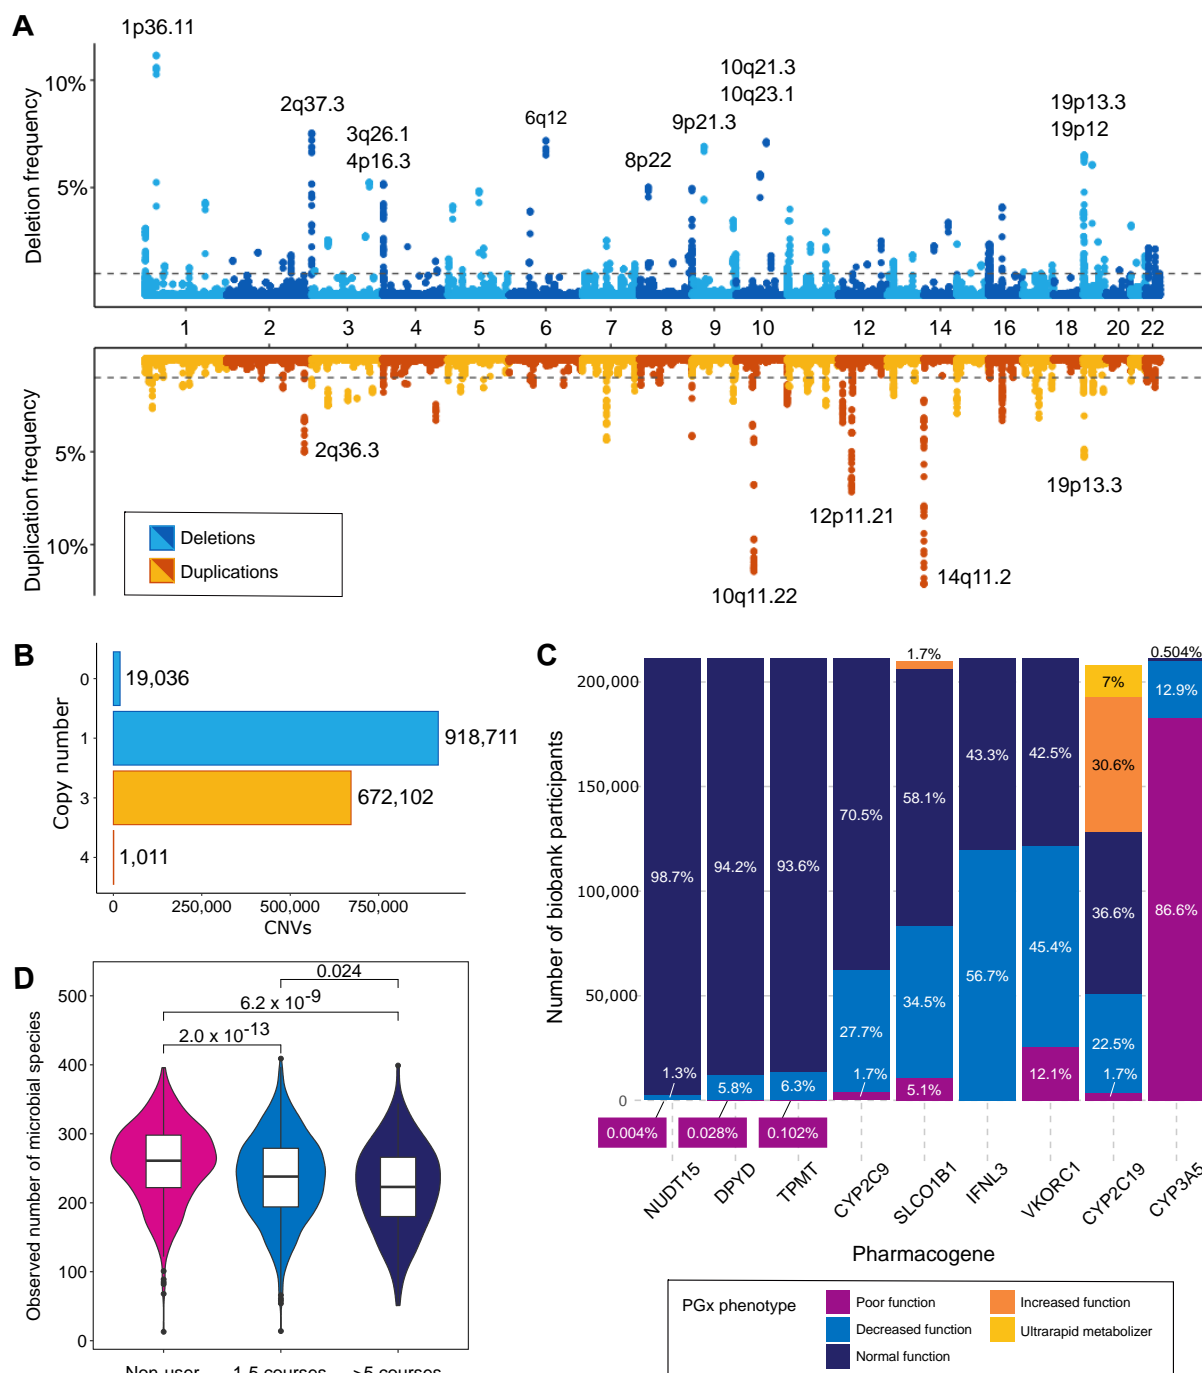 A
1p36.11
2q37.3
3q26.1
4p16.3
6q12
8p22
9p21.3
10q21.3
10q23.1
19p13.3
19p12
10%
5%
Deletion frequency
1 2 3 4 5 6 7 8 9 10 12 14 16 18 20 22
Duplication frequency
5%
10%
2q36.3
10q11.22
12p11.21
14q11.2
19p13.3
Deletions
Duplications
B
Copy number
0
1
3
4
19,036
918,711
672,102
1,011
0 250,000 500,000 750,000
CNVs
C
Number of biobank participants
200,000
150,000
100,000
50,000
0
98.7%
1.3%
0.004%
94.2%
5.8%
0.028%
93.6%
6.3%
0.102%
70.5%
27.7%
1.7%
1.7%
58.1%
34.5%
5.1%
43.3%
56.7%
42.5%
45.4%
12.1%
7%
30.6%
36.6%
22.5%
1.7%
0.504%
12.9%
86.6%
NUDT15
DPYD
TPMT
CYP2C9
SLCO1B1
IFNL3
VKORC1
CYP2C19
CYP3A5
Pharmacogene
PGx phenotype
Poor function
Decreased function
Normal function
Increased function
Ultrarapid metabolizer
D
Observed number of microbial species
500
400
300
200
100
0
0.024
6.2 x 10-9
2.0 x 10-13
Non-user 1-5 courses >5 courses